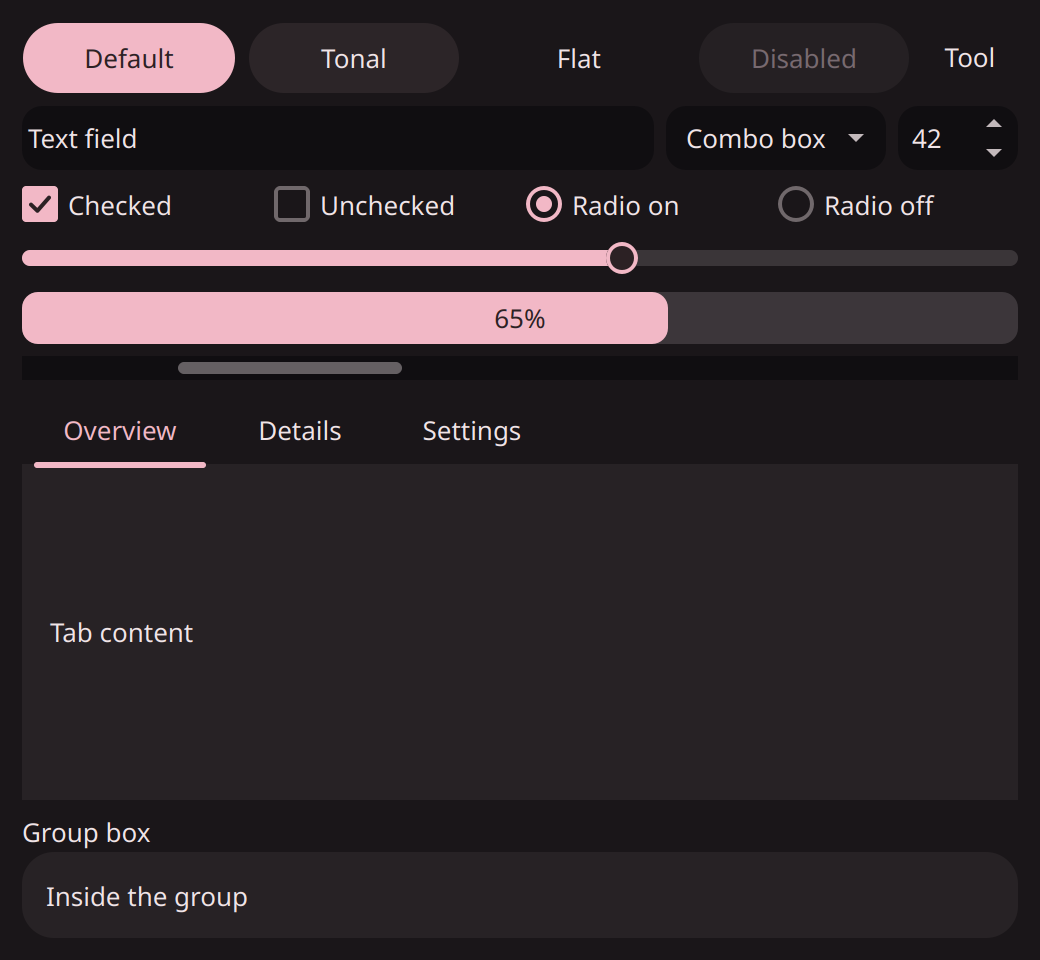 Default Tonal Flat Disabled Tool
Text field Combo box 42
Checked Unchecked Radio on Radio off
65%
Overview Details Settings
Tab content
Group box
Inside the group